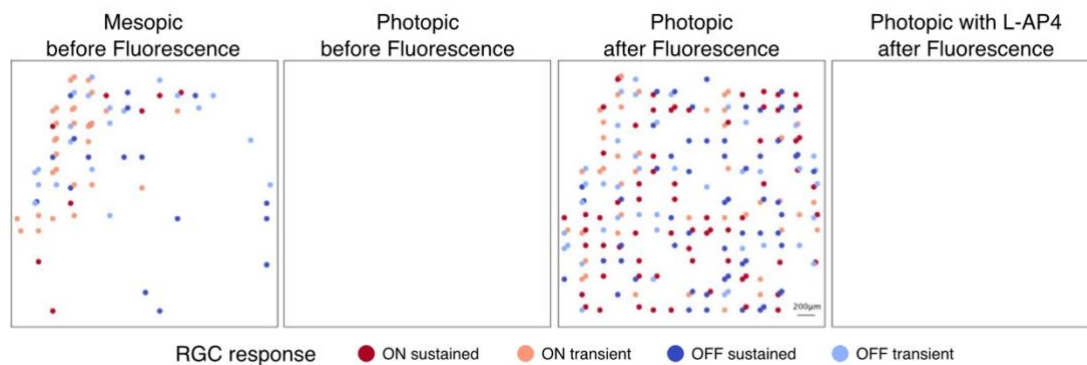 Mesopic
before Fluorescence
Photopic
before Fluorescence
Photopic
after Fluorescence
Photopic with L-AP4
after Fluorescence
200μm
RGC response ON sustained ON transient OFF sustained OFF transient